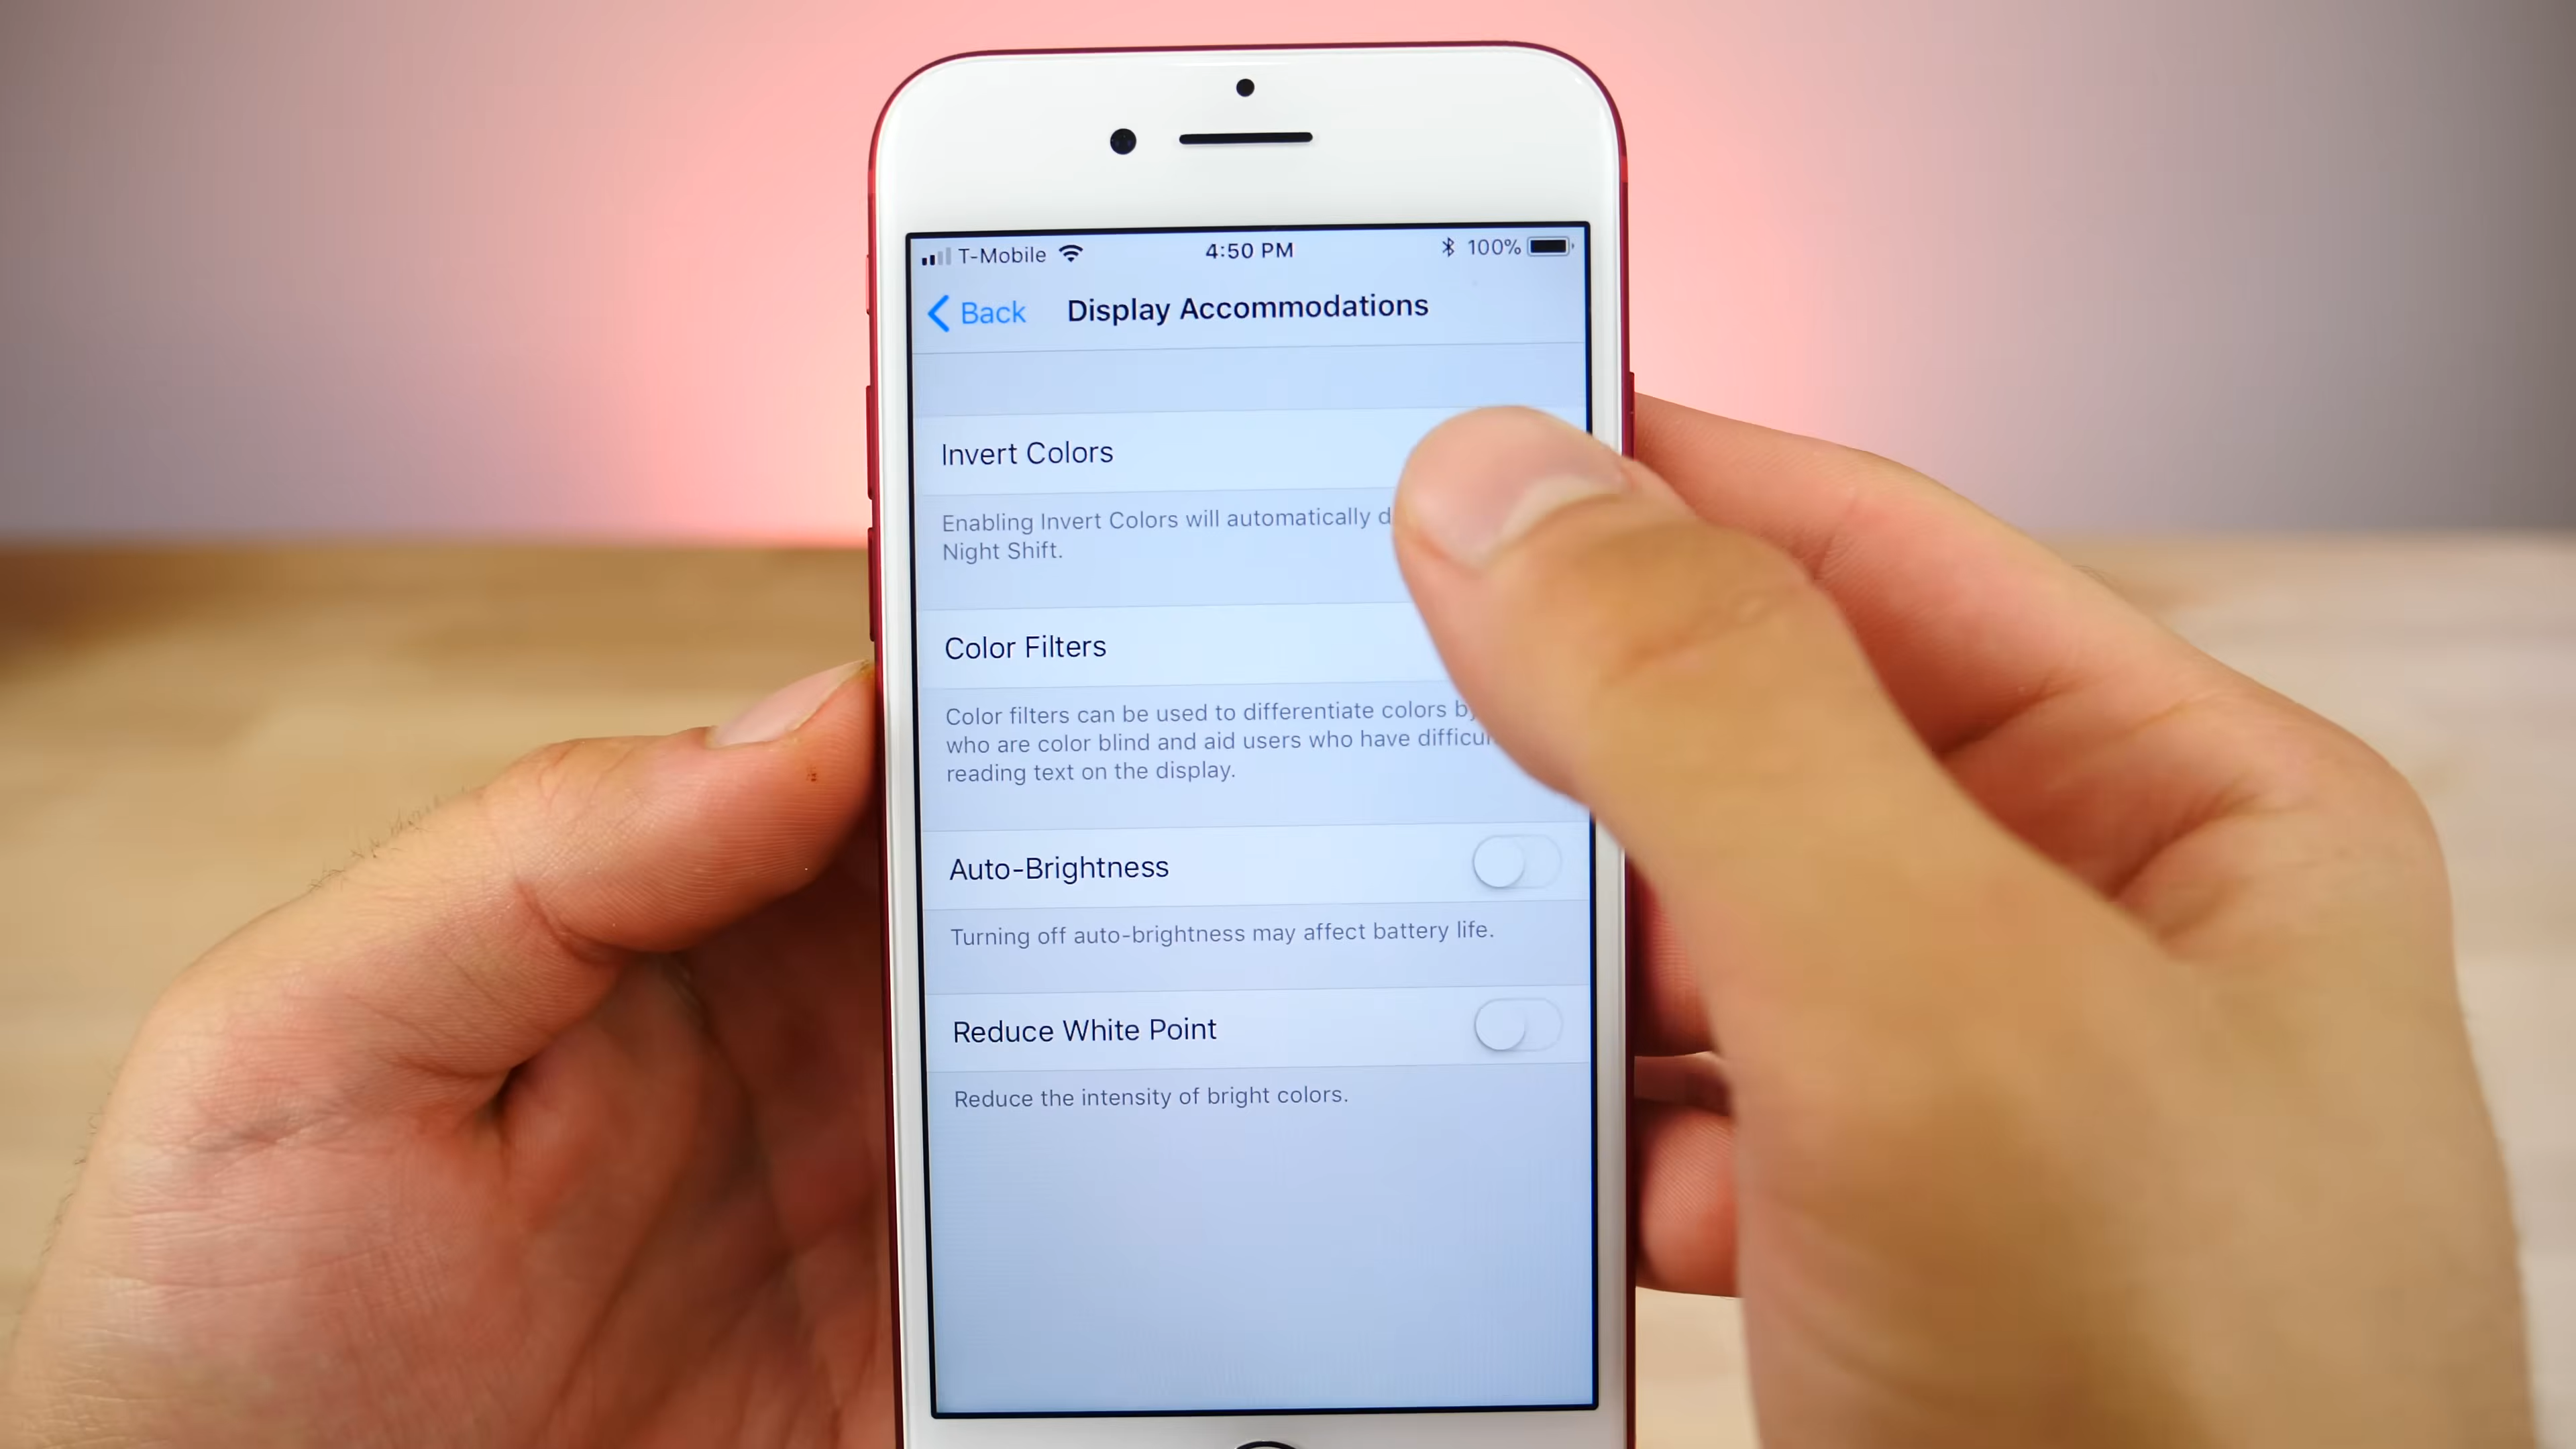 T-Mobile 4:50 PM 100%
Back Display Accommodations
Invert Colors
Enabling Invert Colors will automatically
Night Shift.
Color Filters
Color filters can be used to differentiate colors
who are color blind and aid users who have
reading text on the display.
Auto-Brightness
Turning off auto-brightness may affect battery life.
Reduce White Point
Reduce the intensity of bright colors.